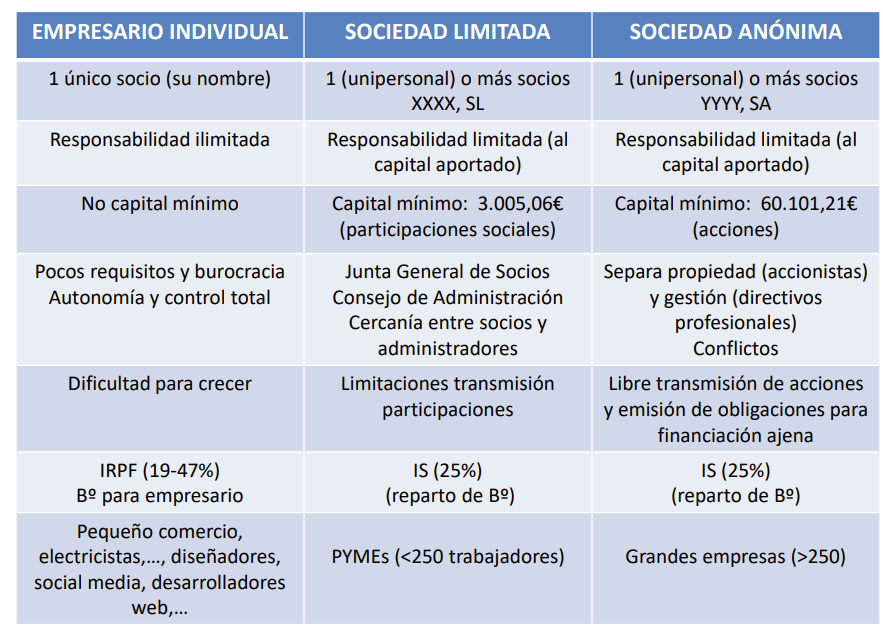 EMPRESARIO INDIVIDUAL
SOCIEDAD LIMITADA
SOCIEDAD ANÓNIMA
1 único socio (su nombre)
1 (unipersonal) o más socios
XXXX, SL
1 (unipersonal) o más socios
YYYY, SA
Responsabilidad ilimitada
Responsabilidad limitada (al
capital aportado)
Responsabilidad limitada (al
capital aportado)
No capital mínimo
Capital mínimo: 3.005,06€
(participaciones sociales)
Capital mínimo: 60.101,21€
(acciones)
Pocos requisitos y burocracia
Autonomía y control total
Junta General de Socios
Consejo de Administración
Cercanía entre socios y
administradores
Separa propiedad (accionistas)
y gestión (directivos
profesionales)
Conflictos
Dificultad para crecer
Limitaciones transmisión
participaciones
Libre transmisión de acciones
y emisión de obligaciones para
financiación ajena
IRPF (19-47%)
Bº para empresario
IS (25%)
(reparto de Bº)
IS (25%)
(reparto de Bº)
Pequeño comercio,
electricistas,..., diseñadores,
social media, desarrolladores
web,...
PYMEs (<250 trabajadores)
Grandes empresas (>250)